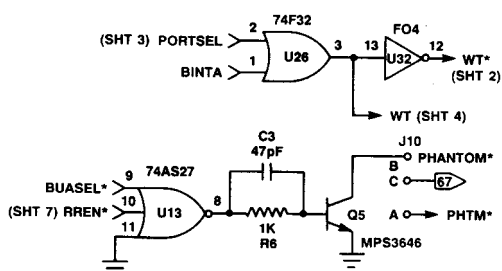 74F32
FO4
(SHT 3) PORTSEL
2
U26
3
13
U32
12
WT*
(SHT 2)
BINTA
1
WT (SHT 4)
C3
47pF
J10
74AS27
B
PHANTOM*
BUASEL*
9
C
67
(SHT 7) RREN*
10
U13
8
Q5
A
PHTM*
11
1K
R6
MPS3646